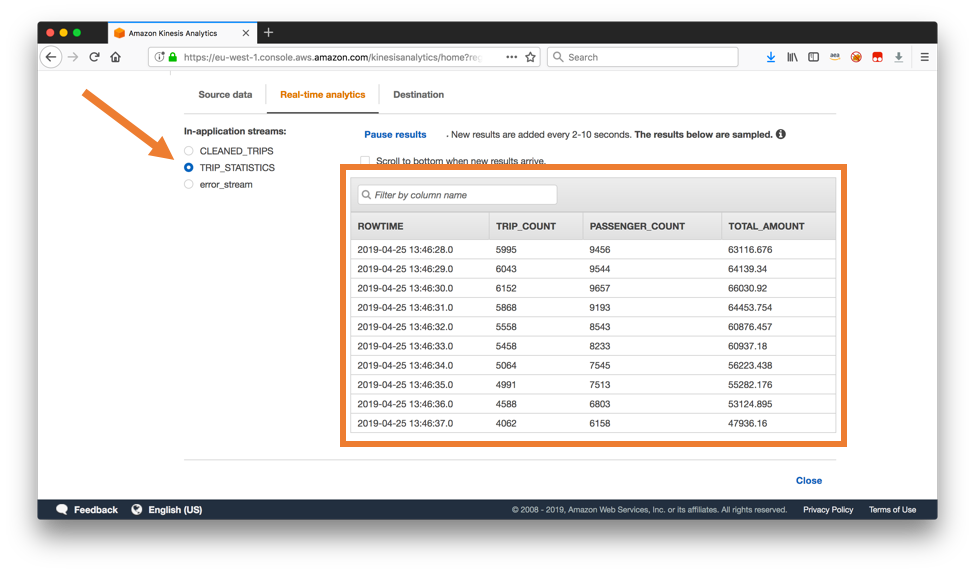 Amazon Kinesis Analytics
https://eu-west-1.console.aws.amazon.com/kinesisanalytics/home?reg
Search
Source data
Real-time analytics
Destination
In-application streams:
CLEANED_TRIPS
TRIP_STATISTICS
error_stream
Pause results
. New results are added every 2-10 seconds. The results below are sampled.
Scroll to bottom when new results arrive.
Filter by column name
ROWTIME TRIP_COUNT PASSENGER_COUNT TOTAL_AMOUNT
2019-04-25 13:46:28.0 5995 9456 63116.676
2019-04-25 13:46:29.0 6043 9544 64139.34
2019-04-25 13:46:30.0 6152 9657 66030.92
2019-04-25 13:46:31.0 5868 9193 64453.754
2019-04-25 13:46:32.0 5558 8543 60876.457
2019-04-25 13:46:33.0 5458 8233 60937.18
2019-04-25 13:46:34.0 5064 7545 56223.438
2019-04-25 13:46:35.0 4991 7513 55282.176
2019-04-25 13:46:36.0 4588 6803 53124.895
2019-04-25 13:46:37.0 4062 6158 47936.16
Close
Feedback English (US) © 2008 - 2019, Amazon Web Services, Inc. or its affiliates. All rights reserved. Privacy Policy Terms of Use